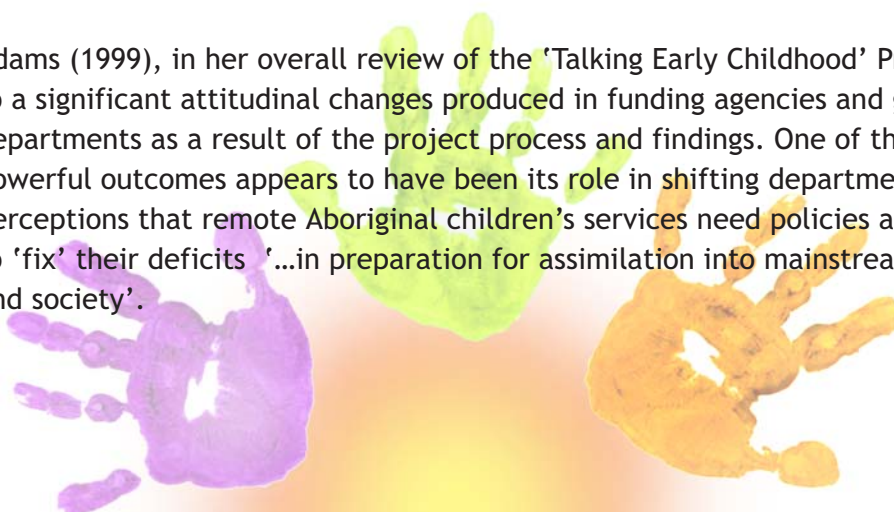 dams (1999), in her overall review of the ‘Talking Early Childhood’ P
a significant attitudinal changes produced in funding agencies and
epartments as a result of the project process and findings. One of th
owerful outcomes appears to have been its role in shifting departme
erceptions that remote Aboriginal children’s services need policies a
‘fix’ their deficits ‘...in preparation for assimilation into mainstrea
nd society’.